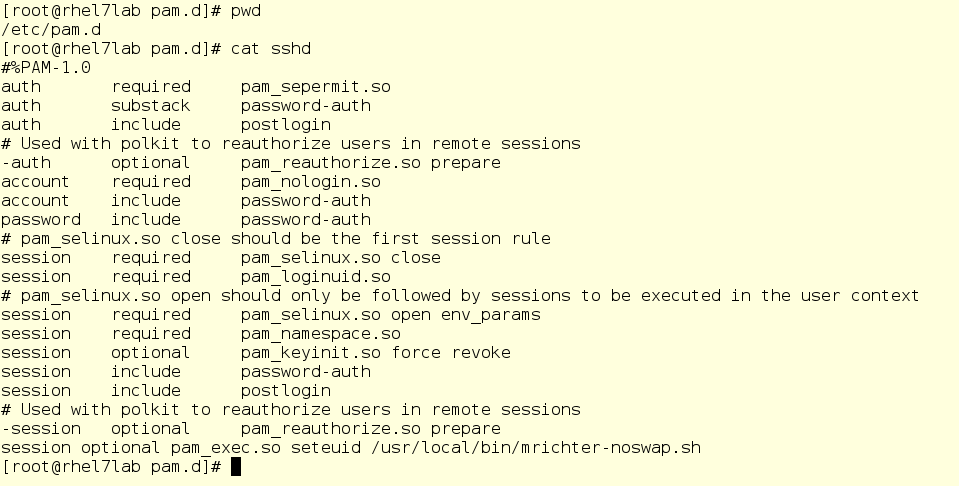 [root@rhel7lab pam.d]# pwd
/etc/pam.d
[root@rhel7lab pam.d]# cat sshd
#%PAM-1.0
auth       required     pam_sepermit.so
auth       substack     password-auth
auth       include      postlogin
# Used with polkit to reauthorize users in remote sessions
-auth      optional     pam_reauthorize.so prepare
account    required     pam_nologin.so
account    include      password-auth
password   include      password-auth
# pam_selinux.so close should be the first session rule
session    required     pam_selinux.so close
session    required     pam_loginuid.so
# pam_selinux.so open should only be followed by sessions to be executed in the user context
session    required     pam_selinux.so open env_params
session    required     pam_namespace.so
session    optional     pam_keyinit.so force revoke
session    include      password-auth
session    include      postlogin
# Used with polkit to reauthorize users in remote sessions
-session   optional     pam_reauthorize.so prepare
session optional pam_exec.so seteuid /usr/local/bin/mrichter-noswap.sh
[root@rhel7lab pam.d]#